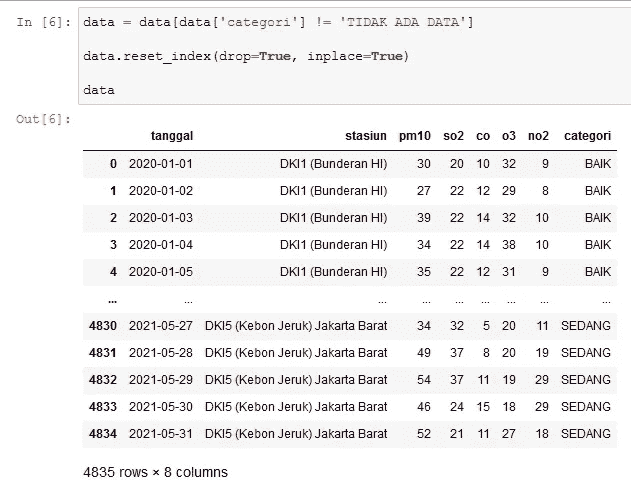 In [6]: data = data[data['categori'] != 'TIDAK ADA DATA']
data.reset_index(drop=True, inplace=True)
data
Out[6]:
tanggal stasiun pm10 so2 co o3 no2 categori
0 2020-01-01 DKI1 (Bunderan HI) 30 20 10 32 9 BAIK
1 2020-01-02 DKI1 (Bunderan HI) 27 22 12 29 8 BAIK
2 2020-01-03 DKI1 (Bunderan HI) 39 22 14 32 10 BAIK
3 2020-01-04 DKI1 (Bunderan HI) 34 22 14 38 10 BAIK
4 2020-01-05 DKI1 (Bunderan HI) 35 22 12 31 9 BAIK
... ... ... ... ... ... ... ... ...
4830 2021-05-27 DKI5 (Kebon Jeruk) Jakarta Barat 34 32 5 20 11 SEDANG
4831 2021-05-28 DKI5 (Kebon Jeruk) Jakarta Barat 49 37 8 20 19 SEDANG
4832 2021-05-29 DKI5 (Kebon Jeruk) Jakarta Barat 54 37 11 19 29 SEDANG
4833 2021-05-30 DKI5 (Kebon Jeruk) Jakarta Barat 46 24 15 18 29 SEDANG
4834 2021-05-31 DKI5 (Kebon Jeruk) Jakarta Barat 52 21 11 27 18 SEDANG
4835 rows × 8 columns